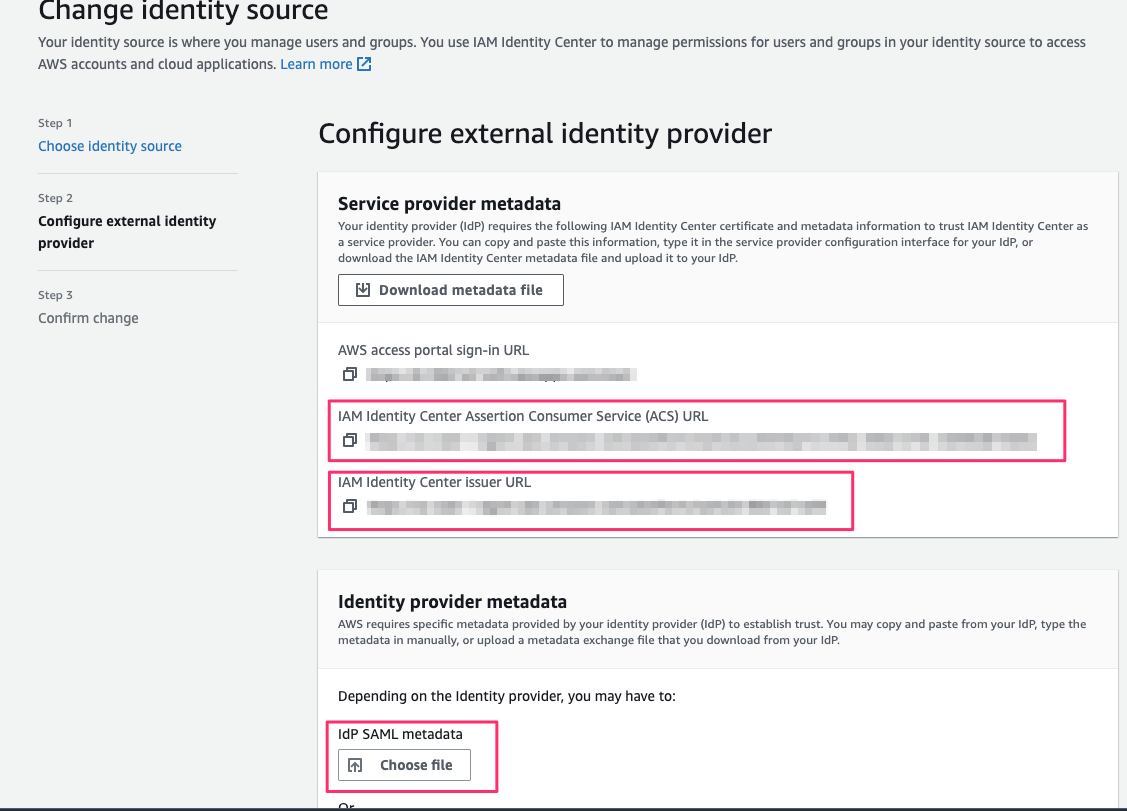 Change identity source
Your identity source is where you manage users and groups. You use IAM Identity Center to manage permissions for users and groups in your identity source to access
AWS accounts and cloud applications. Learn more
Step 1
Choose identity source
Step 2
Configure external identity
provider
Step 3
Confirm change
Configure external identity provider
Service provider metadata
Your identity provider (IdP) requires the following IAM Identity Center certificate and metadata information to trust IAM Identity Center as
a service provider. You can copy and paste this information, type it in the service provider configuration interface for your IdP, or
download the IAM Identity Center metadata file and upload it to your IdP.
Download metadata file
AWS access portal sign-in URL
IAM Identity Center Assertion Consumer Service (ACS) URL
IAM Identity Center issuer URL
Identity provider metadata
AWS requires specific metadata provided by your identity provider (IdP) to establish trust. You may copy and paste from your IdP, type the
metadata in manually, or upload a metadata exchange file that you download from your IdP.
Depending on the Identity provider, you may have to:
IdP SAML metadata
Choose file
Or